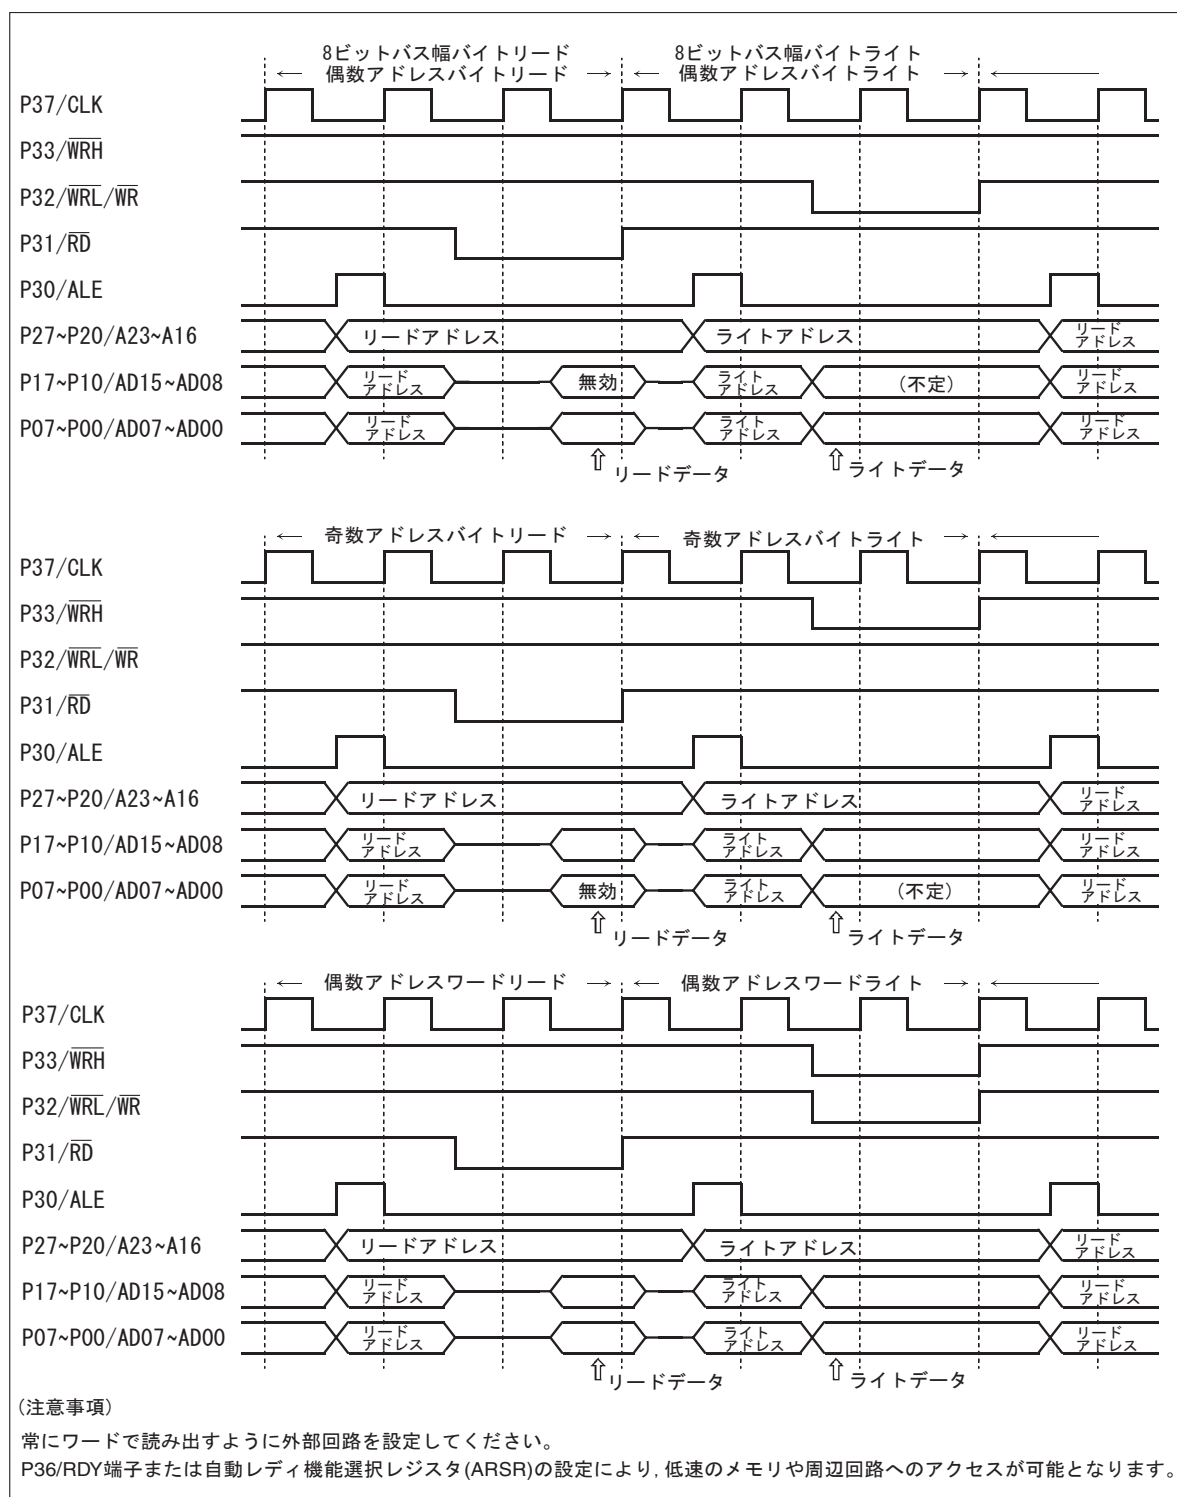 8ビットバス幅バイトリード 8ビットバス幅バイトライト
← 偶数アドレスバイトリード → ← 偶数アドレスバイトライト → ←
P37/CLK
P33/W̅R̅H̅
P32/W̅R̅L̅/W̅R̅
P31/R̅D̅
P30/ALE
P27~P20/A23~A16 リードアドレス ライトアドレス リードアドレス
P17~P10/AD15~AD08 リードアドレス 無効 ライトアドレス (不定) リードアドレス
P07~P00/AD07~AD00 リードアドレス ライトアドレス リードアドレス
⇧リードデータ ⇧ライトデータ
← 奇数アドレスバイトリード → ← 奇数アドレスバイトライト → ←
P37/CLK
P33/W̅R̅H̅
P32/W̅R̅L̅/W̅R̅
P31/R̅D̅
P30/ALE
P27~P20/A23~A16 リードアドレス ライトアドレス リードアドレス
P17~P10/AD15~AD08 リードアドレス ライトアドレス リードアドレス
P07~P00/AD07~AD00 リードアドレス 無効 ライトアドレス (不定) リードアドレス
⇧リードデータ ⇧ライトデータ
← 偶数アドレスワードリード → ← 偶数アドレスワードライト → ←
P37/CLK
P33/W̅R̅H̅
P32/W̅R̅L̅/W̅R̅
P31/R̅D̅
P30/ALE
P27~P20/A23~A16 リードアドレス ライトアドレス リードアドレス
P17~P10/AD15~AD08 リードアドレス ライトアドレス リードアドレス
P07~P00/AD07~AD00 リードアドレス ライトアドレス リードアドレス
⇧リードデータ ⇧ライトデータ
(注意事項)
常にワードで読み出すように外部回路を設定してください。
P36/RDY端子または自動レディ機能選択レジスタ(ARSR)の設定により, 低速のメモリや周辺回路へのアクセスが可能となります。